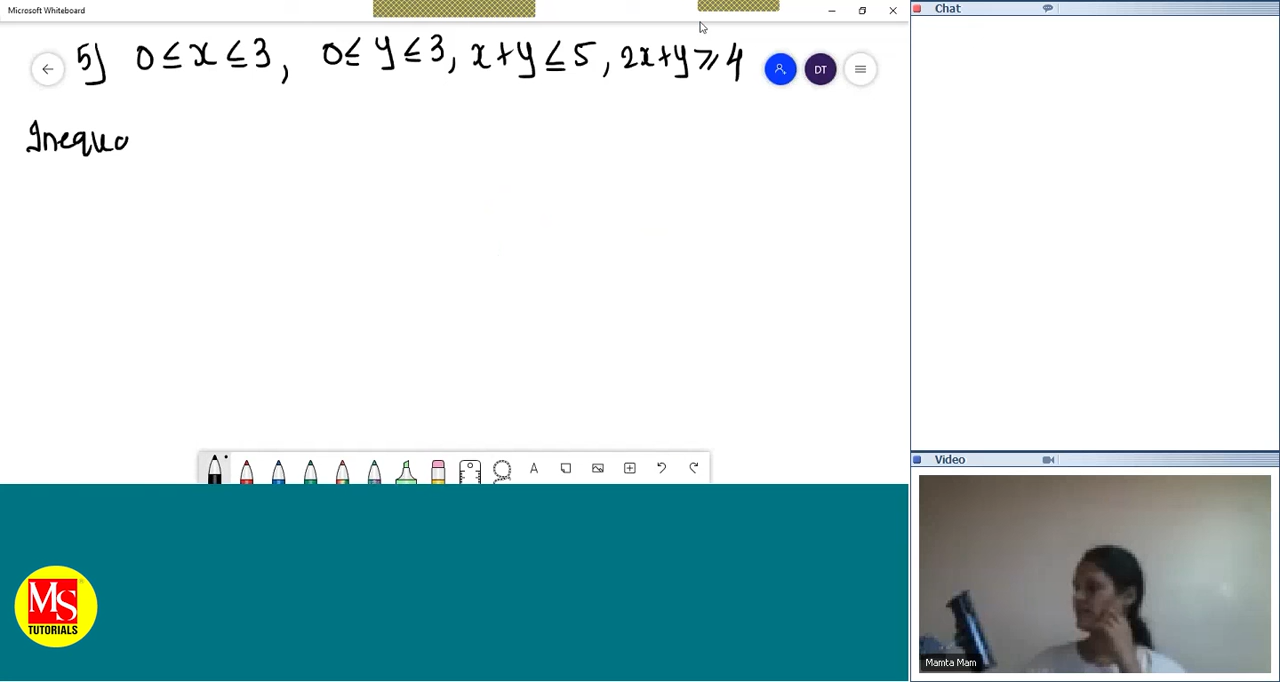 Microsoft Whiteboard
5) 0 ≤ x ≤ 3, 0 ≤ y ≤ 3, x+y ≤ 5, 2x+y ≥ 4
DT
Inequa
A
MS
TUTORIALS
Chat
Video
Mamta Mam